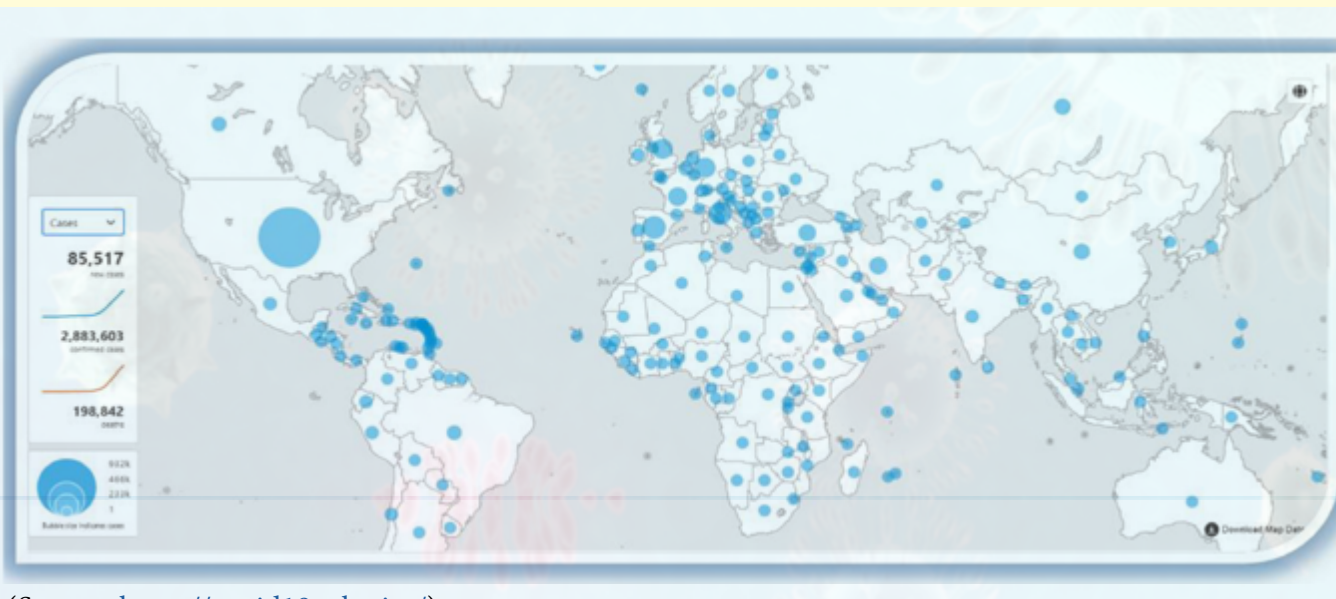 Cases
85,517
new cases
2,883,603
confirmed cases
198,842
deaths
932k
466k
233k
1
Bubble size indicates cases
Download Map Data